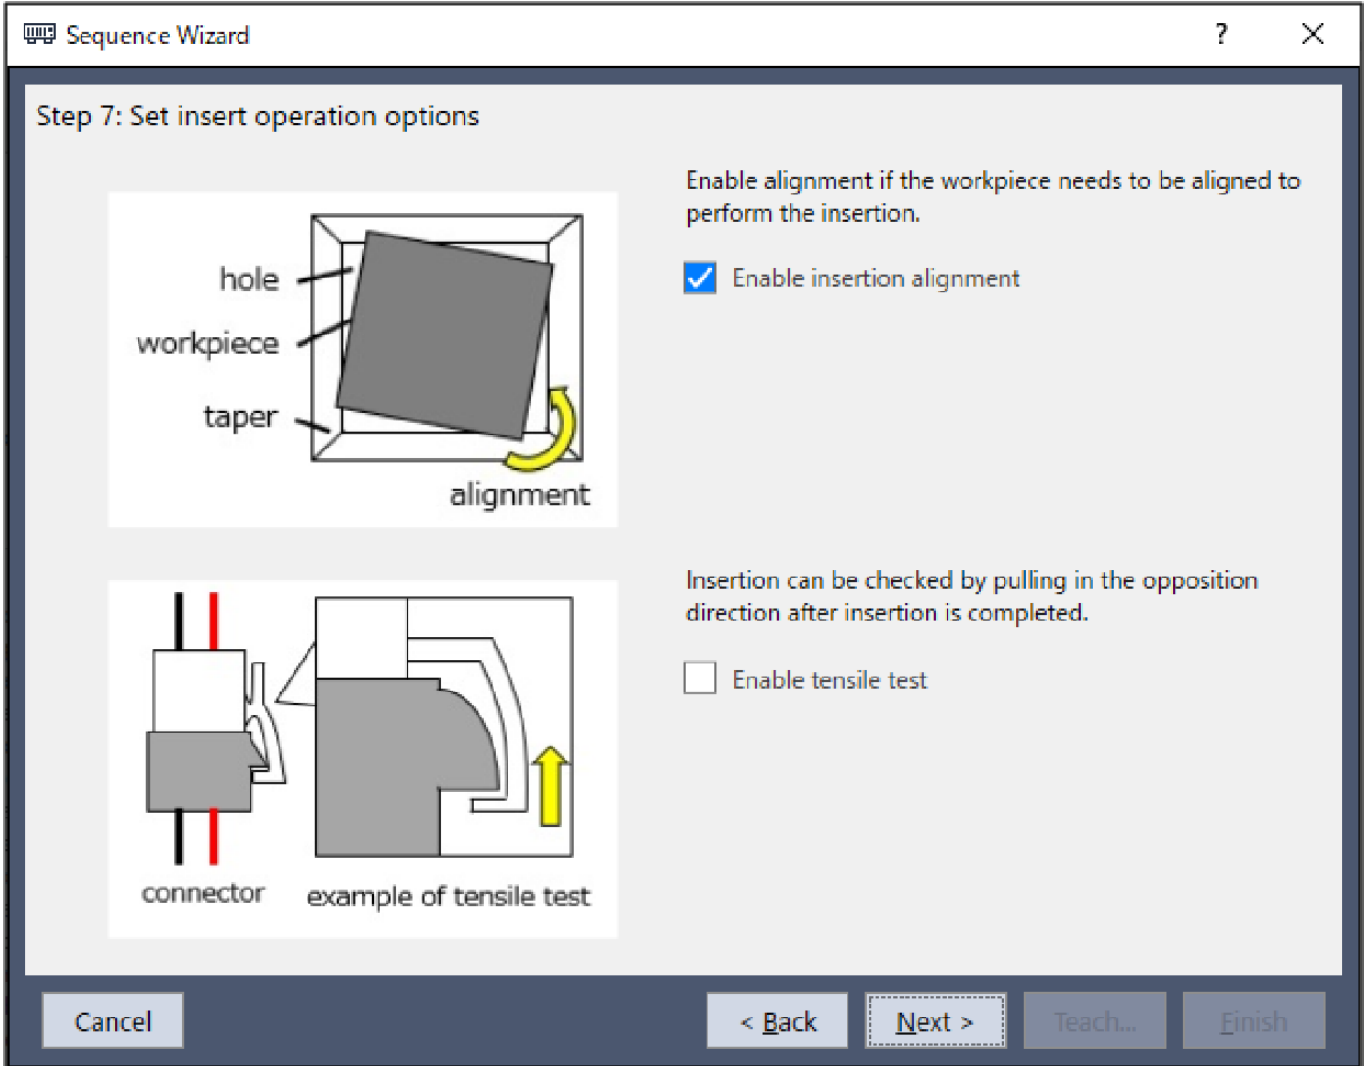 Sequence Wizard
?
Step 7: Set insert operation options
hole
workpiece
taper
alignment
Enable alignment if the workpiece needs to be aligned to
perform the insertion.
Enable insertion alignment
connector
example of tensile test
Insertion can be checked by pulling in the opposition
direction after insertion is completed.
Enable tensile test
Cancel
< Back
Next >
Teach...
Finish